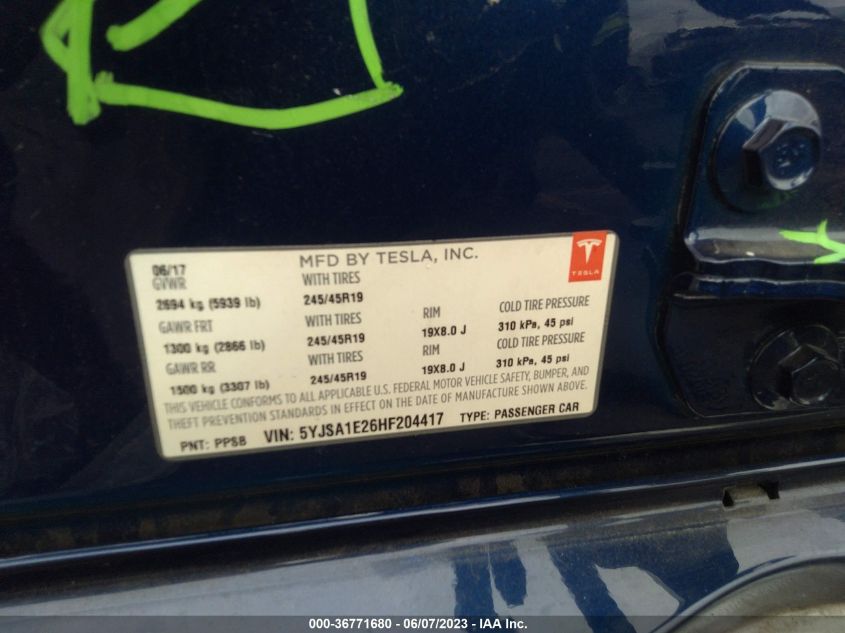 MFD BY TESLA, INC.
TESLA
06/17
GVWR WITH TIRES
2694 kg (5939 lb) 245/45R19
GAWR FRT WITH TIRES RIM COLD TIRE PRESSURE
1300 kg (2866 lb) 245/45R19 19X8.0 J 310 kPa, 45 psi
GAWR RR WITH TIRES RIM COLD TIRE PRESSURE
1500 kg (3307 lb) 245/45R19 19X8.0 J 310 kPa, 45 psi
THIS VEHICLE CONFORMS TO ALL APPLICABLE U.S. FEDERAL MOTOR VEHICLE SAFETY, BUMPER, AND
THEFT PREVENTION STANDARDS IN EFFECT ON THE DATE OF MANUFACTURE SHOWN ABOVE.
PNT: PPSB VIN: 5YJSA1E26HF204417 TYPE: PASSENGER CAR
000-36771680 - 06/07/2023 - IAA Inc.